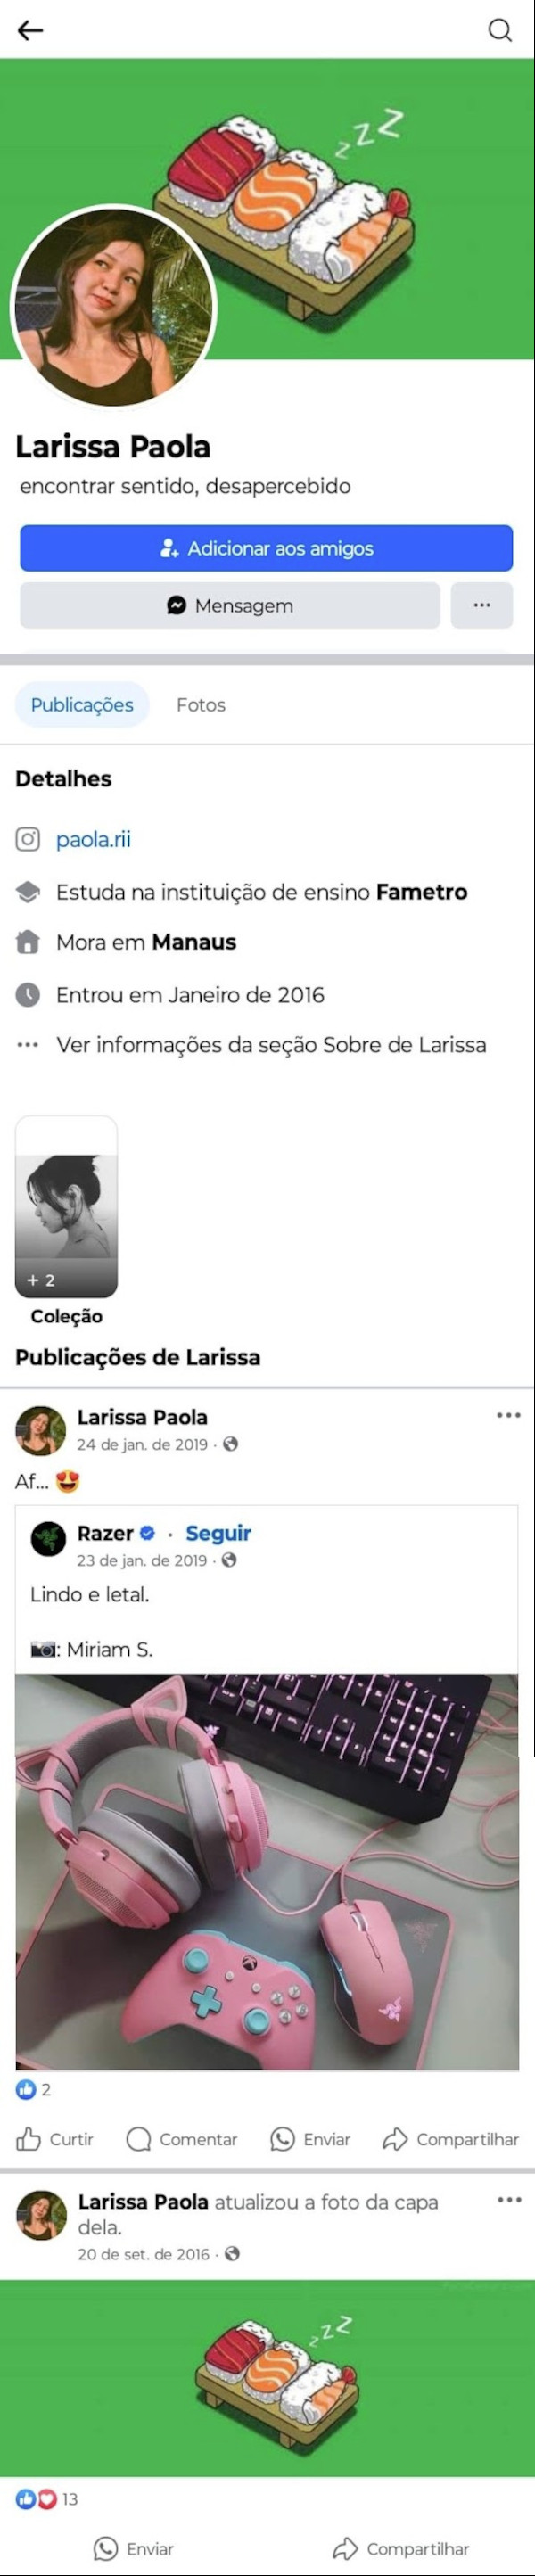 z z Z
Larissa Paola
encontrar sentido, desapercebido
Adicionar aos amigos
Mensagem
Publicações Fotos
Detalhes
paola.rii
Estuda na instituição de ensino Fametro
Mora em Manaus
Entrou em Janeiro de 2016
Ver informações da seção Sobre de Larissa
+ 2
Coleção
Publicações de Larissa
Larissa Paola
24 de jan. de 2019 ·
Af... 😍
Razer · Seguir
23 de jan. de 2019 ·
Lindo e letal.
📷: Miriam S.
2
Curtir Comentar Enviar Compartilhar
Larissa Paola atualizou a foto da capa
dela.
20 de set. de 2016 ·
z z Z
13
Enviar Compartilhar